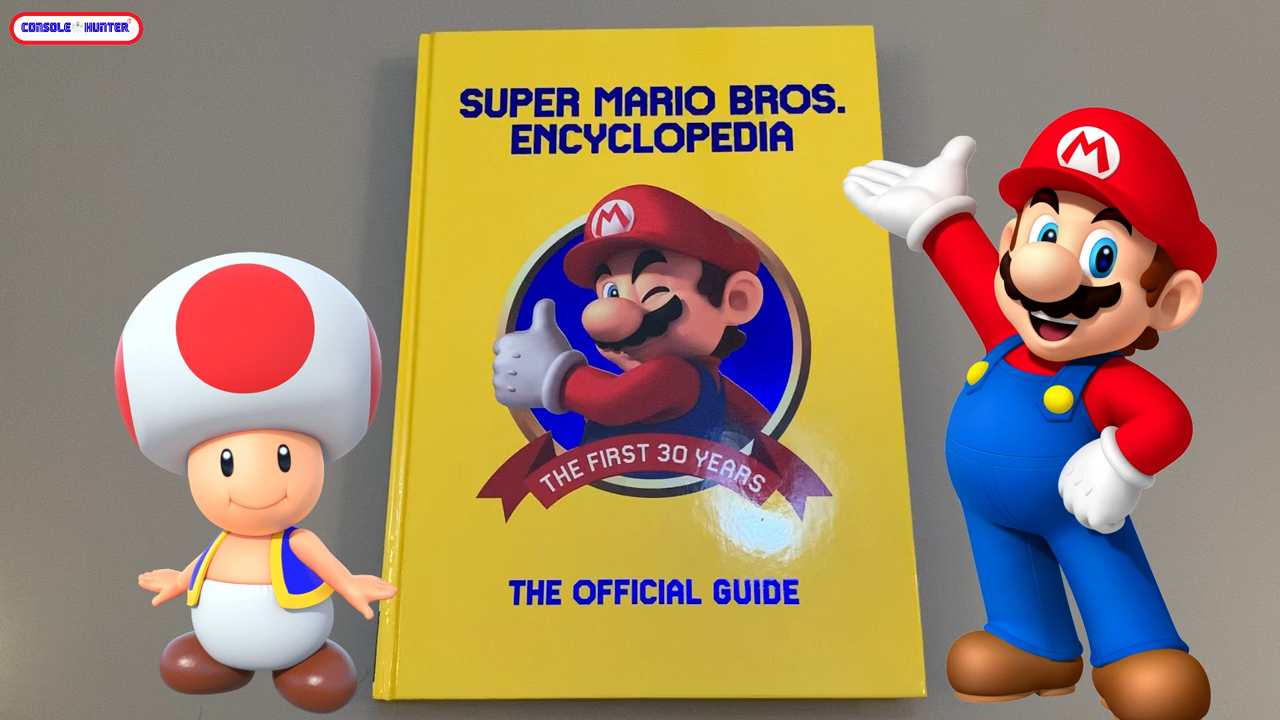 CONSOLE HUNTER
SUPER MARIO BROS.
ENCYCLOPEDIA
M
THE FIRST 30 YEARS
THE OFFICIAL GUIDE
M